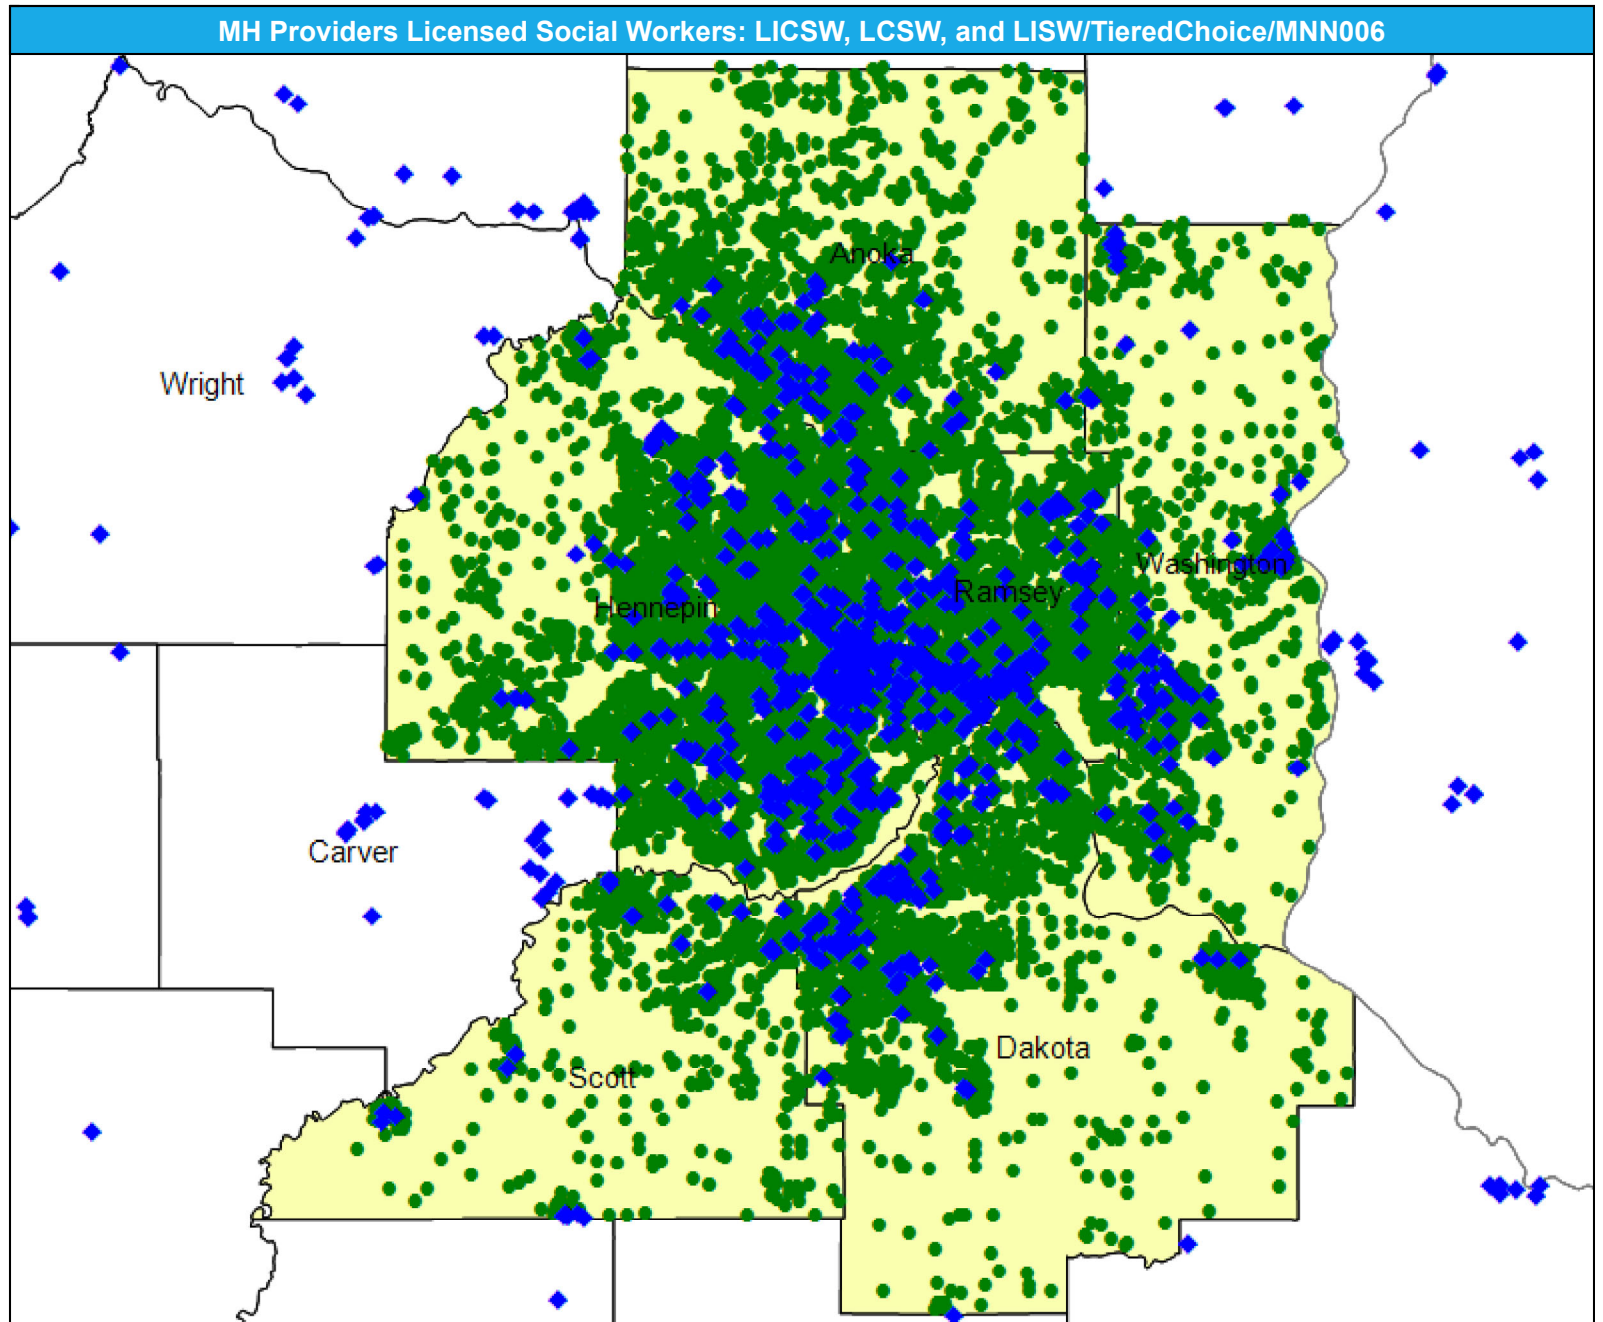 MH Providers Licensed Social Workers: LICSW, LCSW, and LISW/TieredChoice/MNN006
Anoka
Wright
Washington
Ramsey
Hennepin
Carver
Dakota
Scott